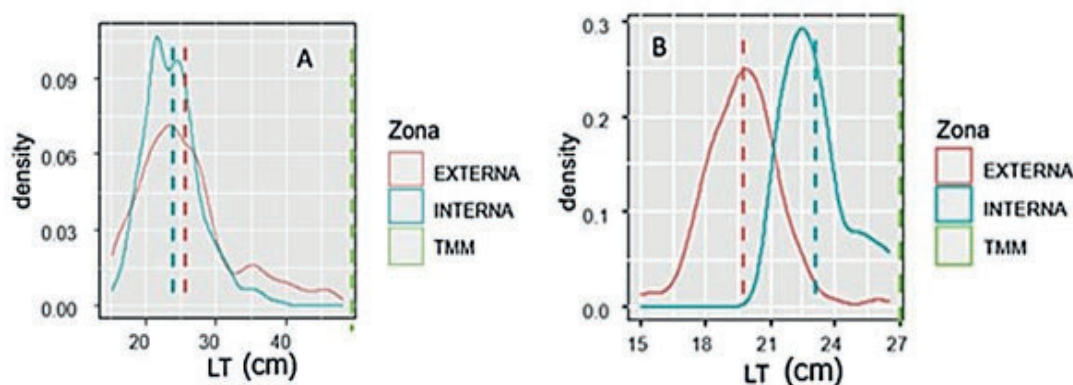 A
density
0.09
0.06
0.03
0.00
20
30
40
LT (cm)
Zona
EXTERNA
INTERNA
TMM
B
density
0.3
0.2
0.1
0.0
15
18
21
24
27
LT (cm)
Zona
EXTERNA
INTERNA
TMM